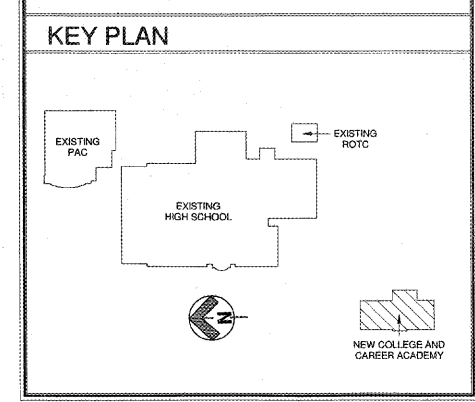 KEY PLAN
EXISTING
PAC
EXISTING
ROTC
EXISTING
HIGH SCHOOL
N
NEW COLLEGE AND
CAREER ACADEMY